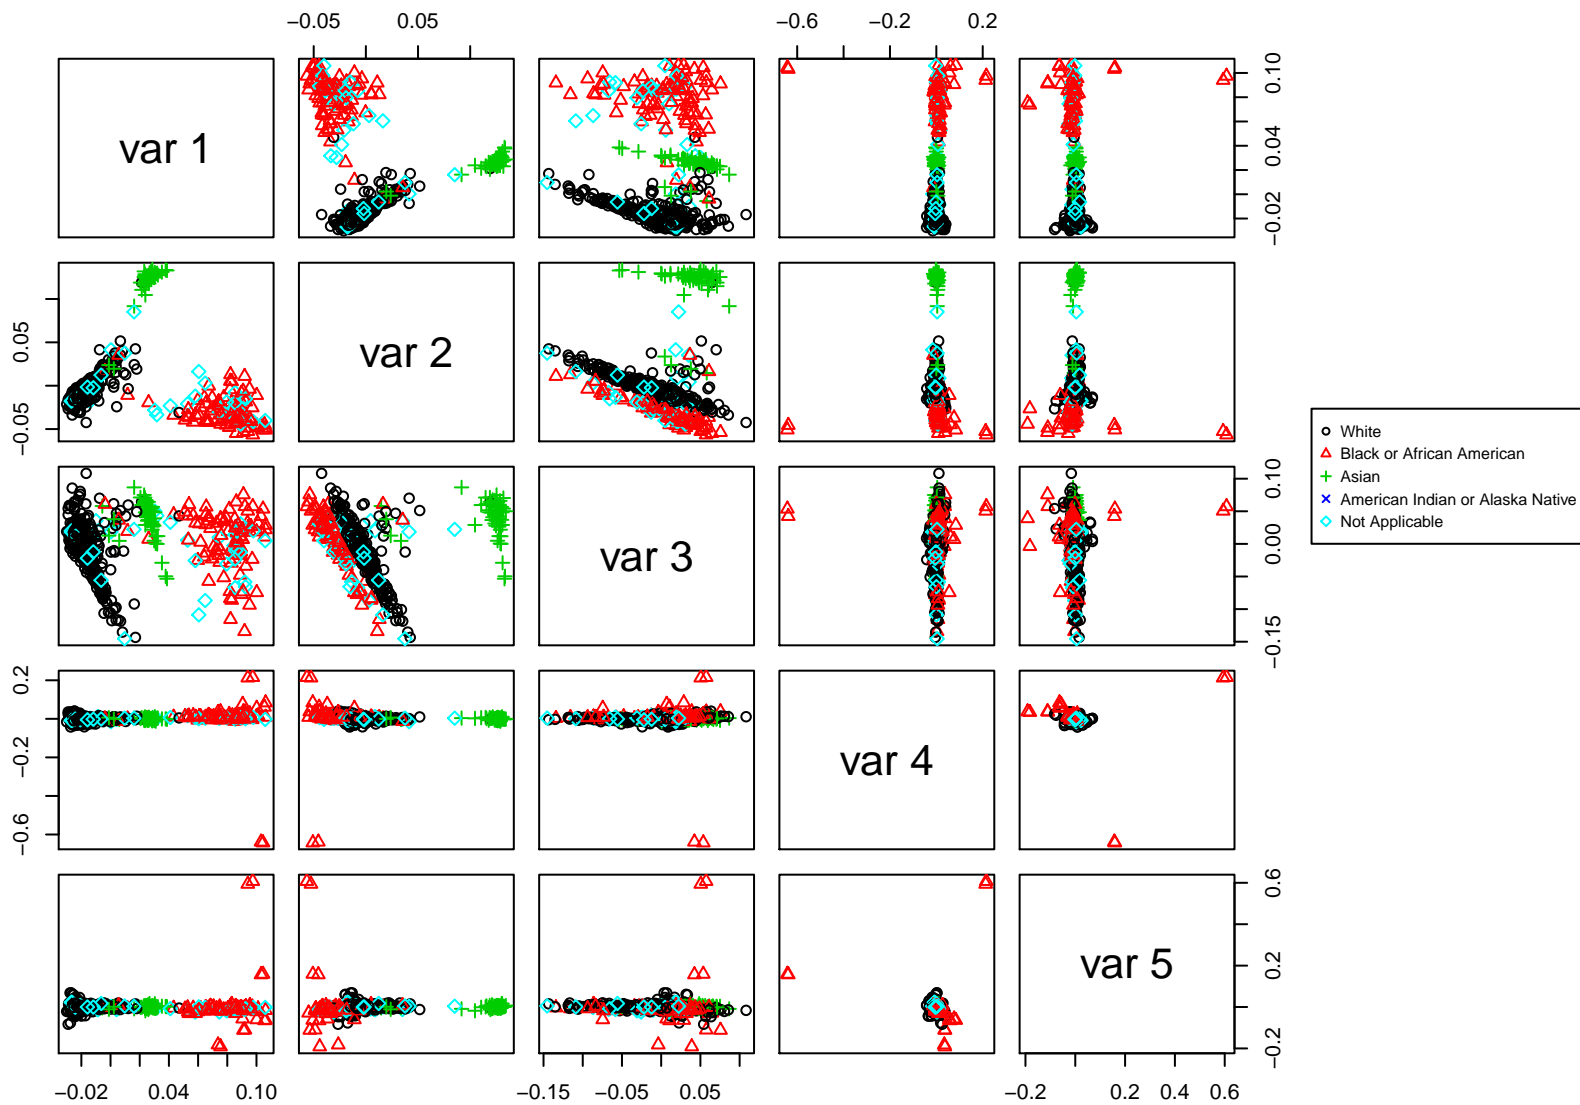 −0.05 0.05 −0.6 0.2
var 1
−0.02 0.04 0.10
−0.05 0.05
var 2
var 3
−0.15 0.00 0.10
−0.6 −0.2 0.2
var 4
var 5
−0.2 0.2 0.6
−0.02 0.04 0.10 −0.15 −0.05 0.05 −0.2 0.2 0.4 0.6
White
Black or African American
Asian
American Indian or Alaska Native
Not Applicable